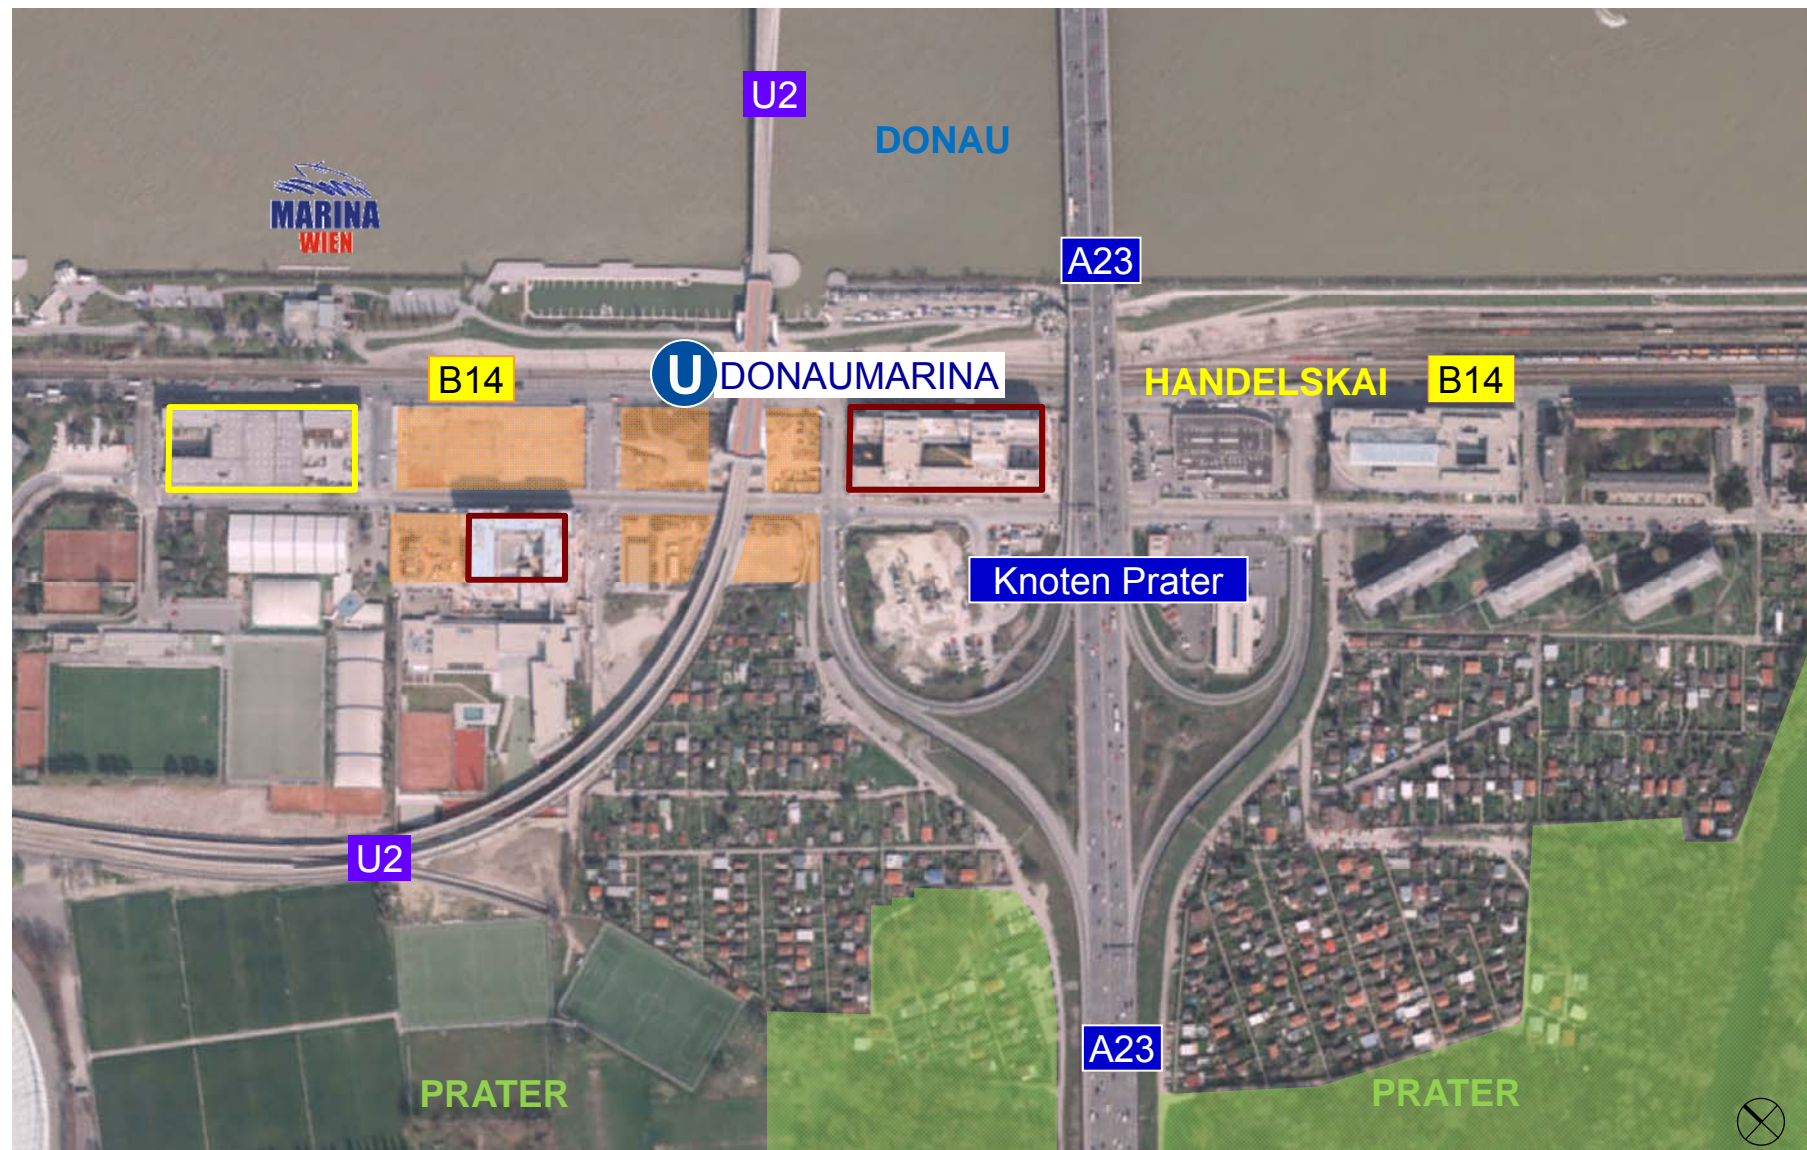 U2
DONAU
MARINA
WIEN
A23
B14
U DONAUMARINA
HANDELSKAI
B14
Knoten Prater
U2
A23
PRATER
PRATER